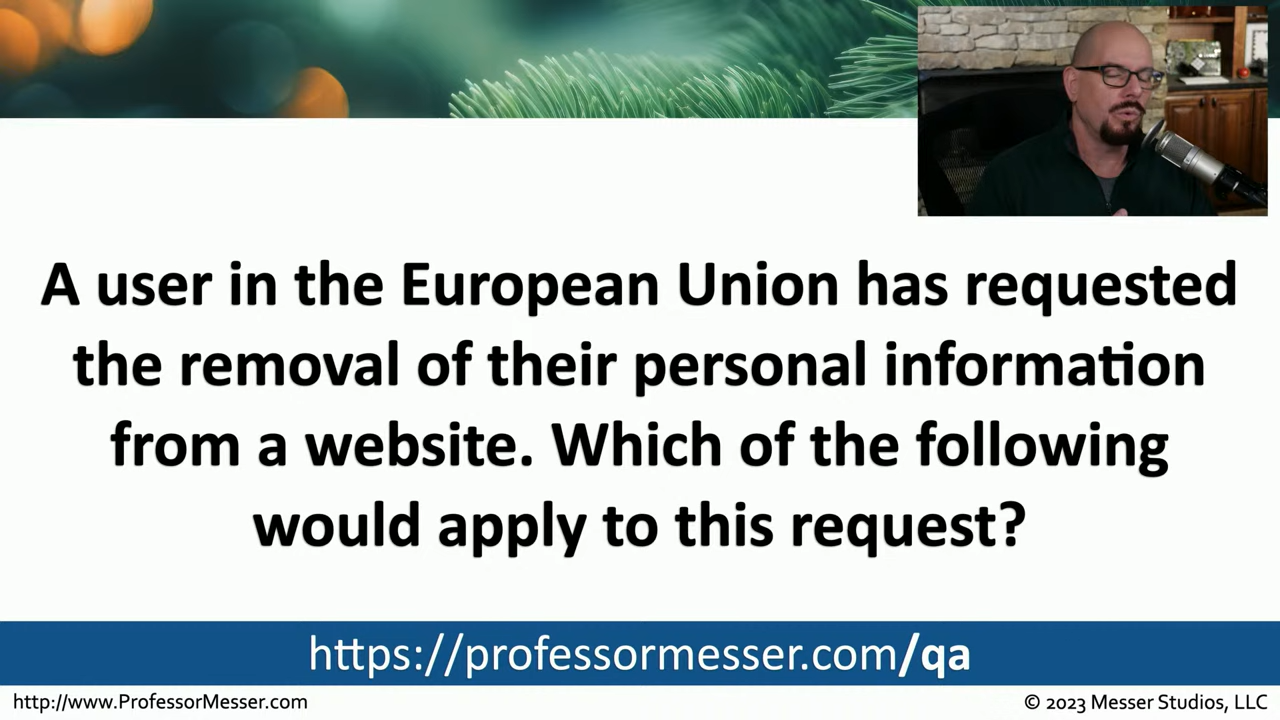 A user in the European Union has requested
the removal of their personal information
from a website. Which of the following
would apply to this request?
https://professormesser.com/qa
http://www.ProfessorMesser.com
© 2023 Messer Studios, LLC